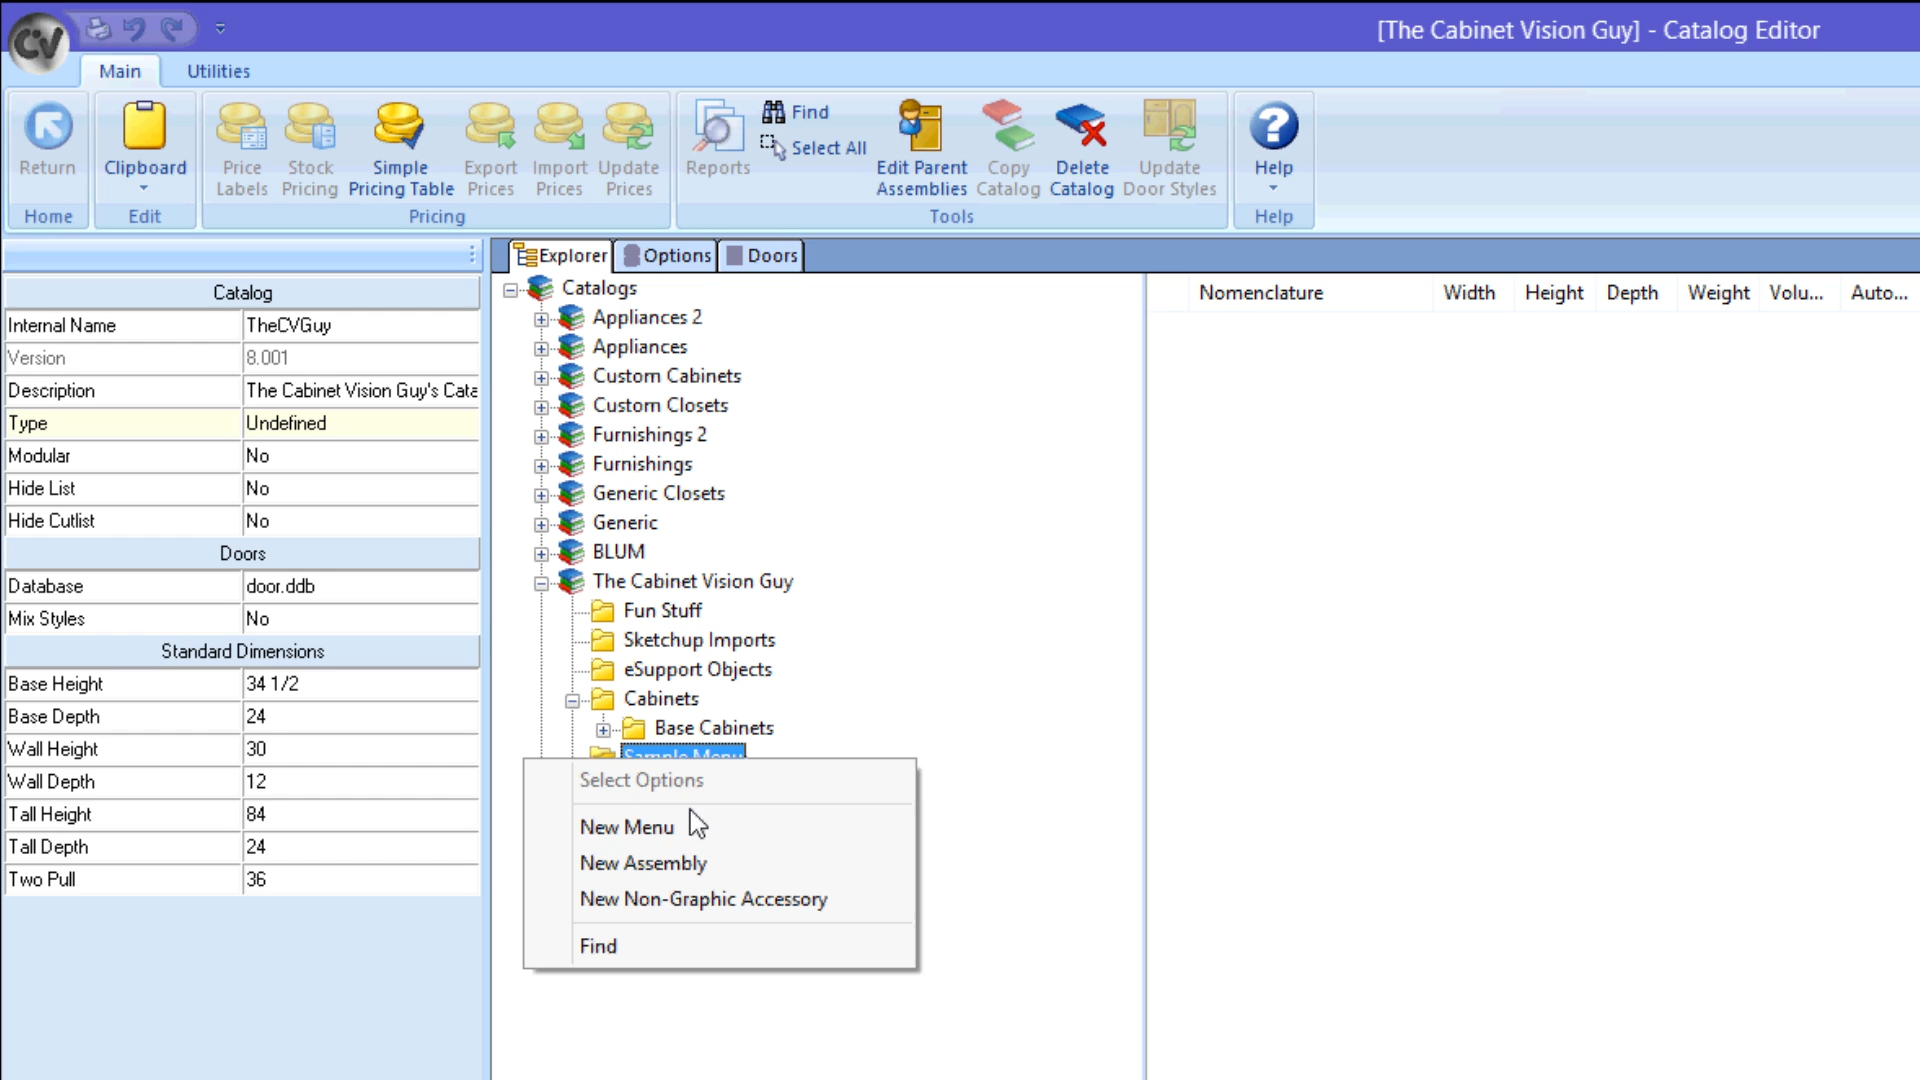 CV
[The Cabinet Vision Guy] - Catalog Editor
Main Utilities
Return
Clipboard
Price Labels
Stock Pricing
Simple Pricing Table
Export Prices
Import Prices
Update Prices
Reports
Find
Select All
Edit Parent Assemblies
Copy Catalog
Delete Catalog
Update Door Styles
Help
Home Edit Pricing Tools Help
Explorer Options Doors
Catalog
Internal Name TheCVGuy
Version 8.001
Description The Cabinet Vision Guy's Cata
Type Undefined
Modular No
Hide List No
Hide Cutlist No
Doors
Database door.ddb
Mix Styles No
Standard Dimensions
Base Height 34 1/2
Base Depth 24
Wall Height 30
Wall Depth 12
Tall Height 84
Tall Depth 24
Two Pull 36
Catalogs
Appliances 2
Appliances
Custom Cabinets
Custom Closets
Furnishings 2
Furnishings
Generic Closets
Generic
BLUM
The Cabinet Vision Guy
Fun Stuff
Sketchup Imports
eSupport Objects
Cabinets
Base Cabinets
Sample Menu
Select Options
New Menu
New Assembly
New Non-Graphic Accessory
Find
Nomenclature Width Height Depth Weight Volu... Auto...